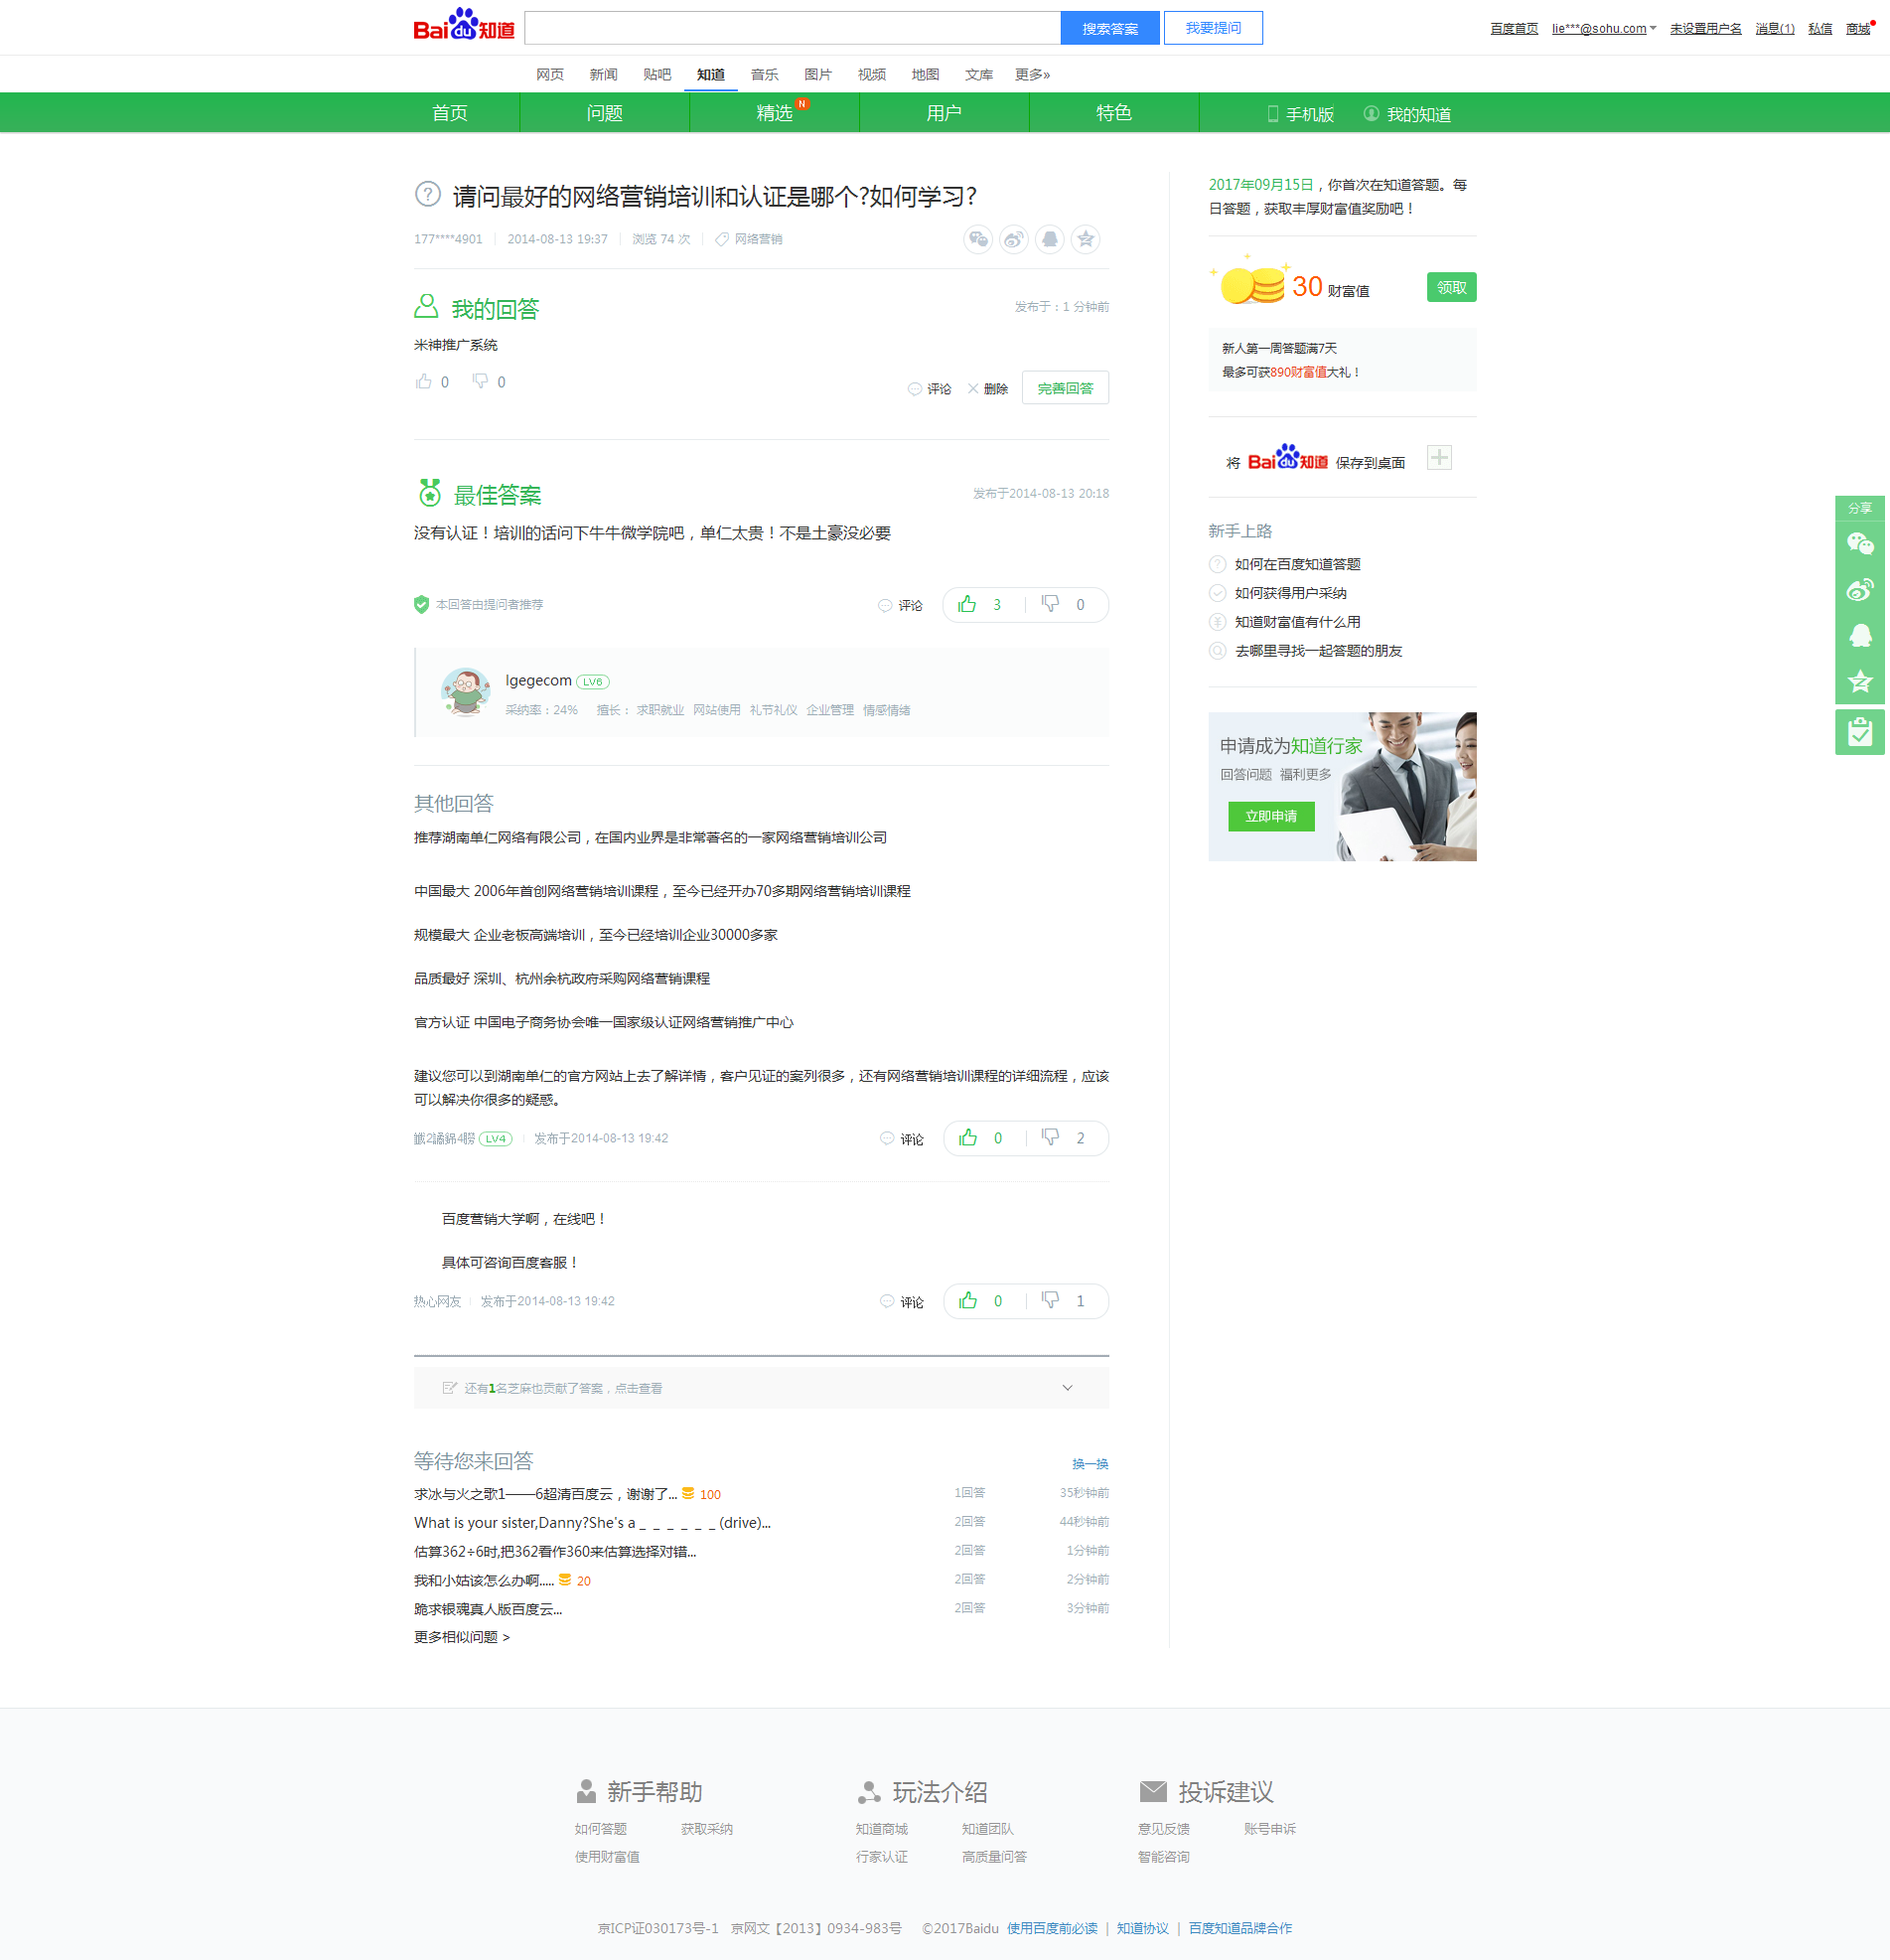 Bai du 知道
搜索答案
我要提问
百度首页 lie***@sohu.com 未设置用户名 消息(1) 私信 商城
网页 新闻 贴吧 知道 音乐 图片 视频 地图 文库 更多»
首页 问题 精选 N 用户 特色 手机版 我的知道
请问最好的网络营销培训和认证是哪个?如何学习?
177****4901 2014-08-13 19:37 浏览 74 次 网络营销
我的回答 发布于：1 分钟前
米神推广系统
0 0
评论 删除 完善回答
最佳答案 发布于2014-08-13 20:18
没有认证！培训的话问下牛牛微学院吧，单仁太贵！不是土豪没必要
本回答由提问者推荐 评论 3 0
lgegecom LV6
采纳率：24% 擅长： 求职就业 网站使用 礼节礼仪 企业管理 情感情绪
其他回答
推荐湖南单仁网络有限公司，在国内业界是非常著名的一家网络营销培训公司
中国最大 2006年首创网络营销培训课程，至今已经开办70多期网络营销培训课程
规模最大 企业老板高端培训，至今已经培训企业30000多家
品质最好 深圳、杭州余杭政府采购网络营销课程
官方认证 中国电子商务协会唯一国家级认证网络营销推广中心
建议您可以到湖南单仁的官方网站上去了解详情，客户见证的案列很多，还有网络营销培训课程的详细流程，应该
可以解决你很多的疑惑。
LV4 发布于2014-08-13 19:42 评论 0 2
百度营销大学啊，在线吧！
具体可咨询百度客服！
热心网友 发布于2014-08-13 19:42 评论 0 1
还有1名芝麻也贡献了答案，点击查看
等待您来回答 换一换
求冰与火之歌1——6超清百度云，谢谢了... 100 1回答 35秒钟前
What is your sister,Danny?She's a _ _ _ _ _ _ (drive)... 2回答 44秒钟前
估算362÷6时,把362看作360来估算选择对错... 2回答 1分钟前
我和小姑该怎么办啊..... 20 2回答 2分钟前
跪求银魂真人版百度云... 2回答 3分钟前
更多相似问题 >
2017年09月15日，你首次在知道答题。每
日答题，获取丰厚财富值奖励吧！
30 财富值 领取
新人第一周答题满7天
最多可获890财富值大礼！
将 Bai du 知道 保存到桌面
新手上路
如何在百度知道答题
如何获得用户采纳
知道财富值有什么用
去哪里寻找一起答题的朋友
申请成为知道行家
回答问题 福利更多
立即申请
分享
新手帮助 玩法介绍 投诉建议
如何答题 获取采纳 知道商城 知道团队 意见反馈 账号申诉
使用财富值 行家认证 高质量问答 智能咨询
京ICP证030173号-1 京网文【2013】0934-983号 ©2017Baidu 使用百度前必读 | 知道协议 | 百度知道品牌合作